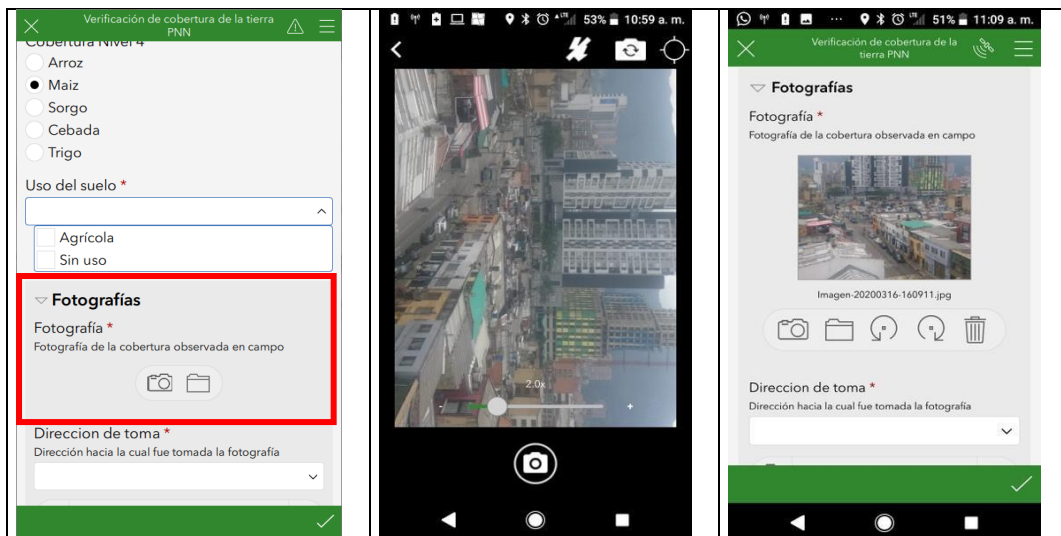 Verificación de cobertura de la tierra
PNN
Cobertura Nivel 4
Arroz
Maiz
Sorgo
Cebada
Trigo
Uso del suelo *
Agrícola
Sin uso
Fotografías
Fotografía *
Fotografía de la cobertura observada en campo
Direccion de toma *
Dirección hacia la cual fue tomada la fotografía
LTE 53% 10:59 a. m.
2.0x
- +
LTE 51% 11:09 a. m.
Verificación de cobertura de la
tierra PNN
Fotografías
Fotografía *
Fotografía de la cobertura observada en campo
Imagen-20200316-160911.jpg
Direccion de toma *
Dirección hacia la cual fue tomada la fotografía